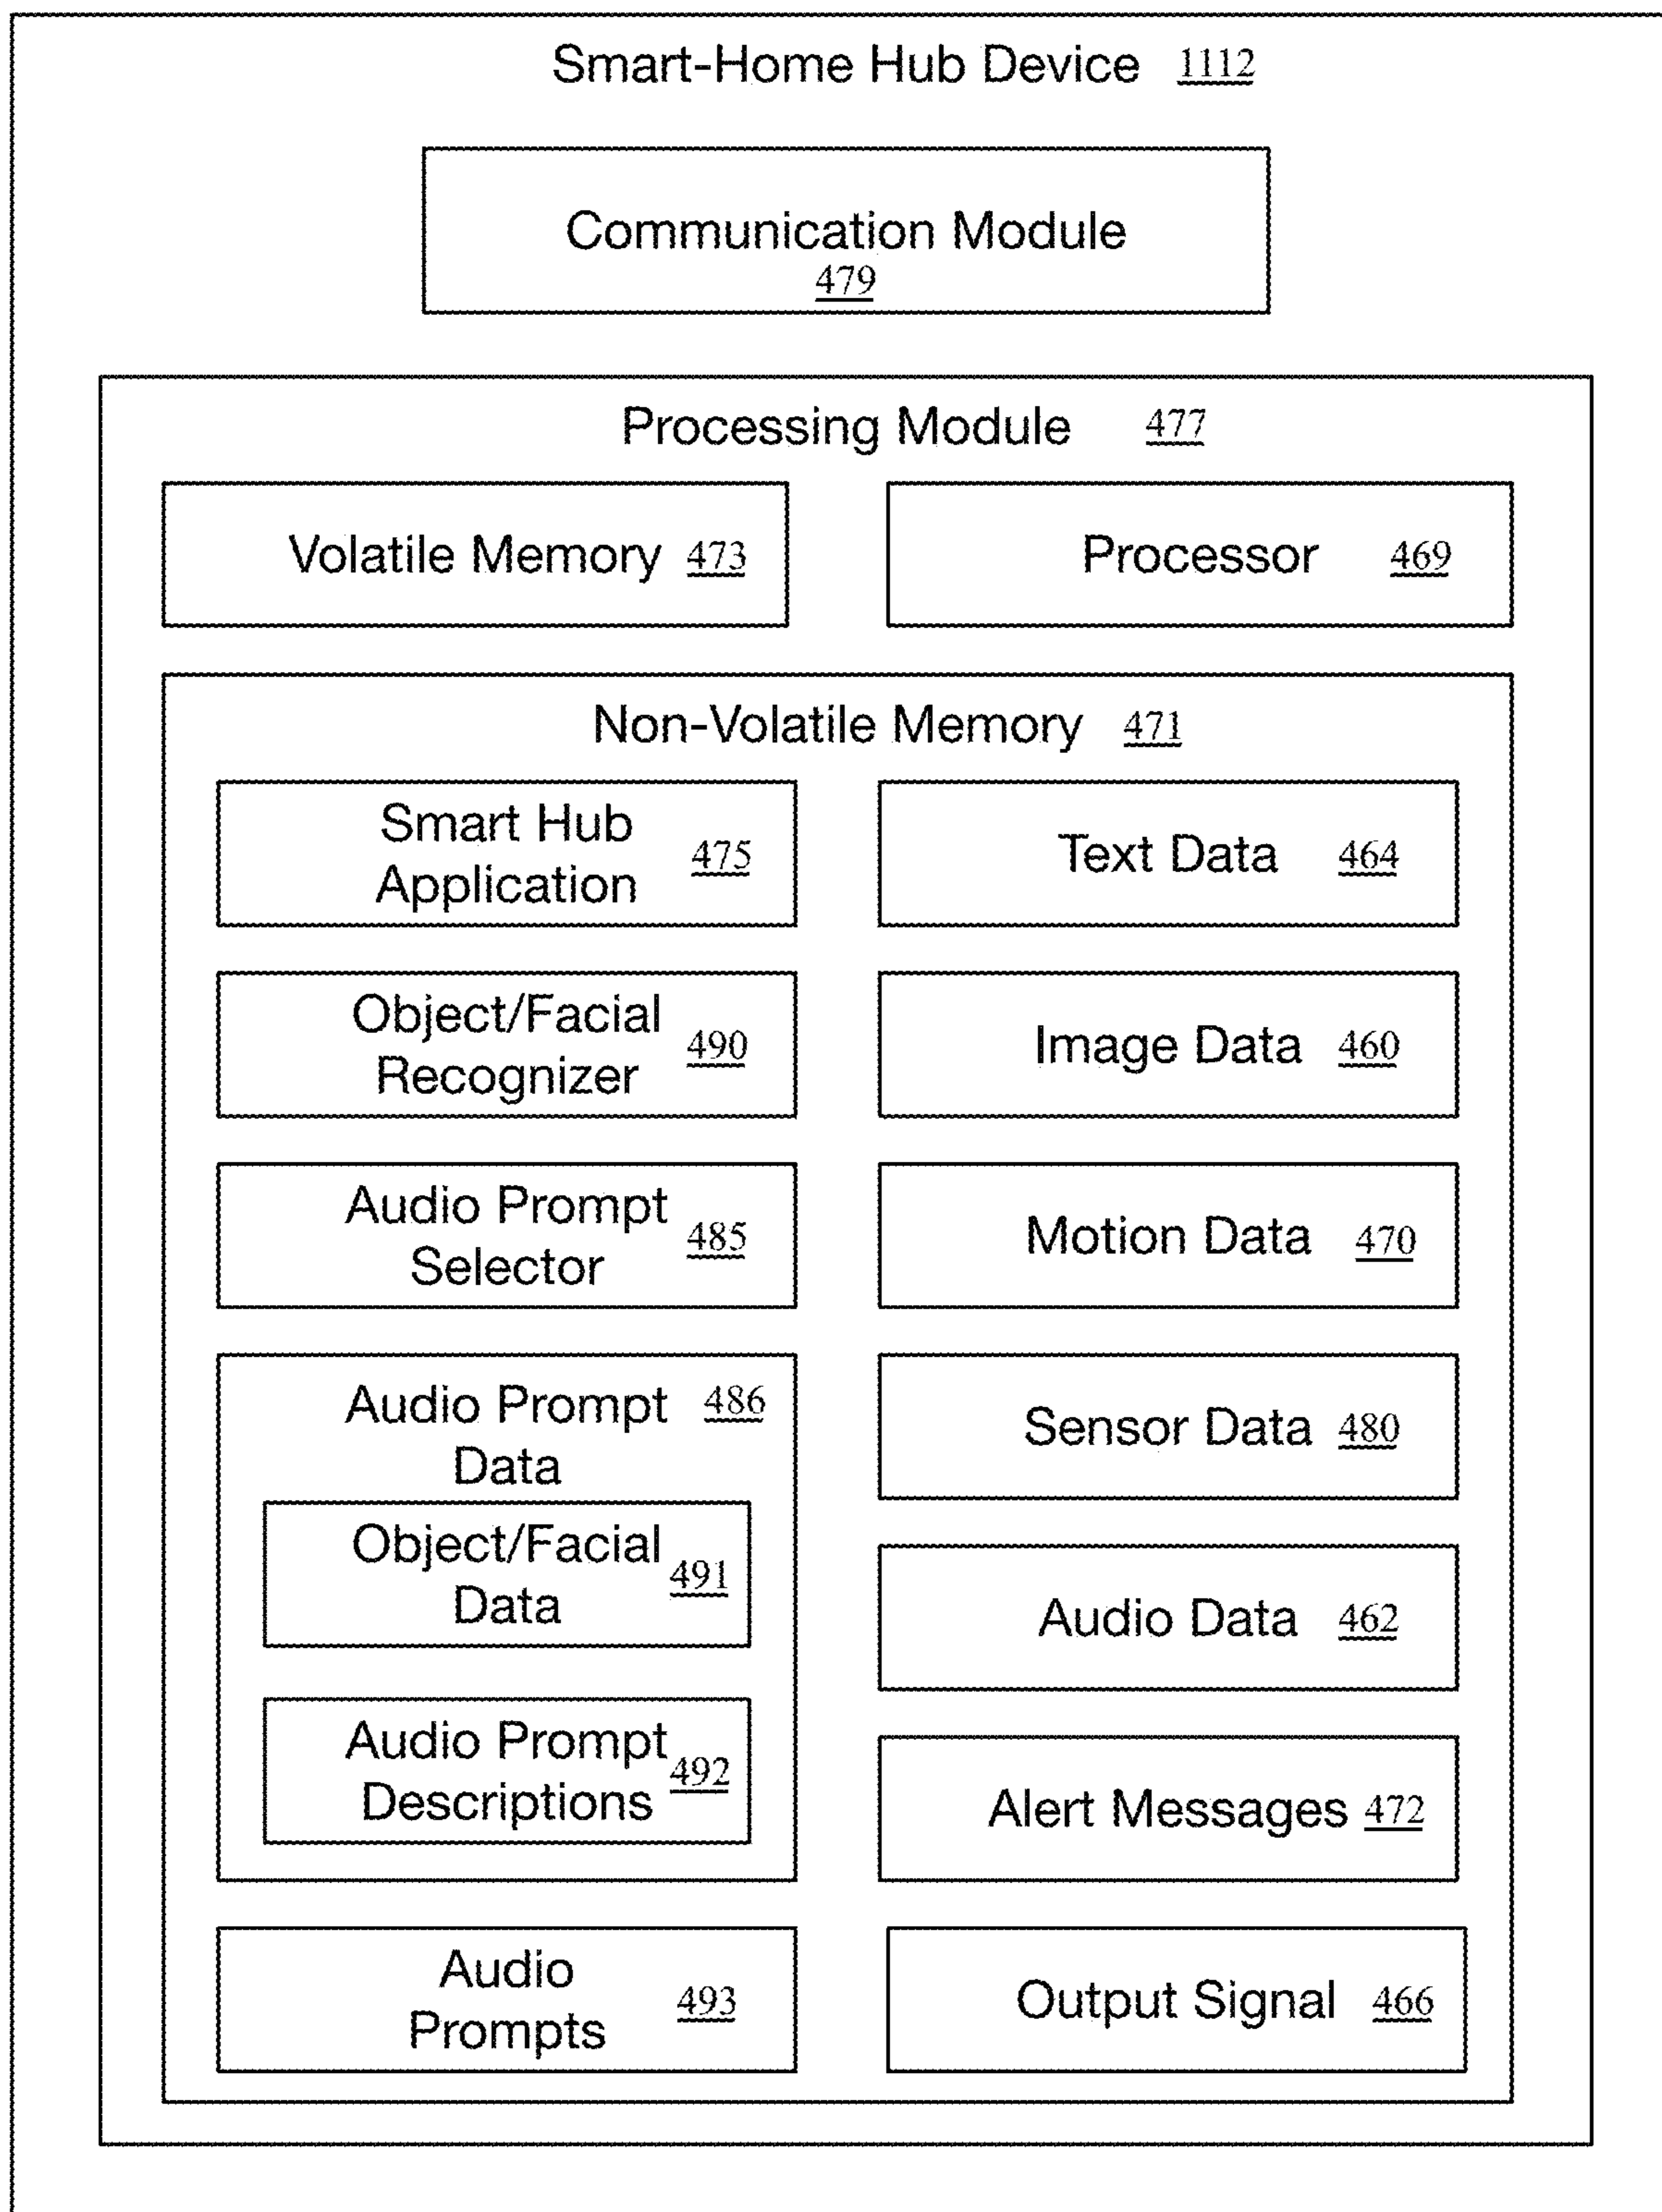 Smart-Home Hub Device 1112
Communication Module
479
Processing Module 477
Volatile Memory 473
Processor 469
Non-Volatile Memory 471
Smart Hub
Application 475
Text Data 464
Object/Facial
Recognizer 490
Image Data 460
Audio Prompt
Selector 485
Motion Data 470
Audio Prompt 486
Data
Object/Facial
Data 491
Sensor Data 480
Audio Data 462
Audio Prompt
Descriptions 492
Alert Messages 472
Audio
Prompts 493
Output Signal 466